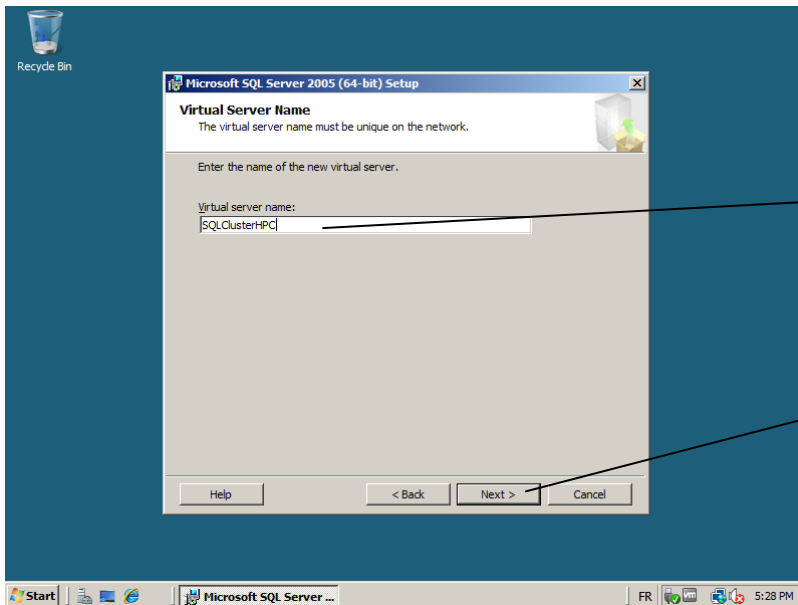 Recycle Bin
Microsoft SQL Server 2005 (64-bit) Setup
Virtual Server Name
The virtual server name must be unique on the network.
Enter the name of the new virtual server.
Virtual server name:
SQLClusterHPC
Help
< Back
Next >
Cancel
Start
Microsoft SQL Server ...
FR
vm
5:28 PM